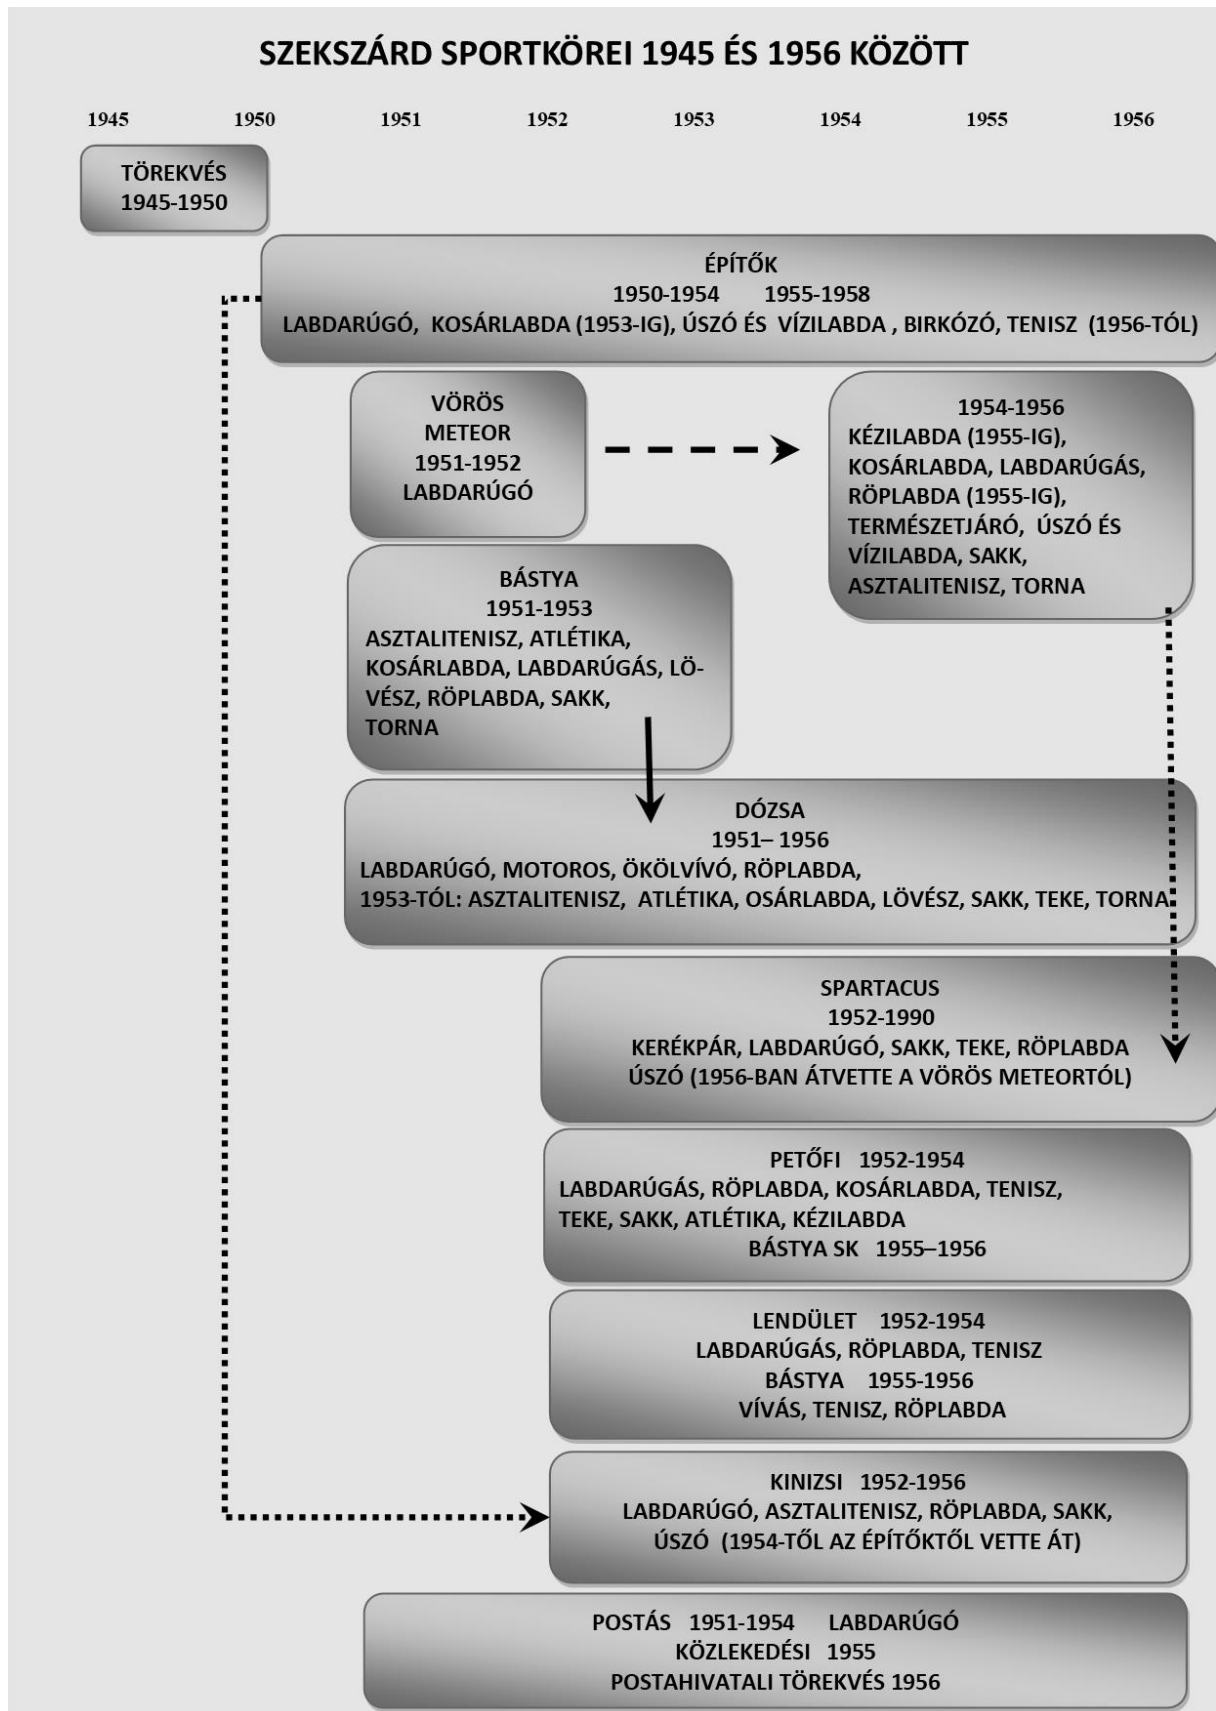 SZEKSZÁRD SPORTKÖREI 1945 ÉS 1956 KÖZÖTT
1945 1950 1951 1952 1953 1954 1955 1956
TÖREKVÉS
1945-1950
ÉPÍTŐK
1950-1954 1955-1958
LABDARÚGÓ, KOSÁRLABDA (1953-IG), ÚSZÓ ÉS VÍZILABDA , BIRKÓZÓ, TENISZ (1956-TÓL)
VÖRÖS
METEOR
1951-1952
LABDARÚGÓ
1954-1956
KÉZILABDA (1955-IG),
KOSÁRLABDA, LABDARÚGÁS,
RÖPLABDA (1955-IG),
TERMÉSZETJÁRÓ, ÚSZÓ ÉS
VÍZILABDA, SAKK,
ASZTALITENISZ, TORNA
BÁSTYA
1951-1953
ASZTALITENISZ, ATLÉTIKA,
KOSÁRLABDA, LABDARÚGÁS, LÖ-
VÉSZ, RÖPLABDA, SAKK,
TORNA
DÓZSA
1951– 1956
LABDARÚGÓ, MOTOROS, ÖKÖLVÍVÓ, RÖPLABDA,
1953-TÓL: ASZTALITENISZ, ATLÉTIKA, OSÁRLABDA, LÖVÉSZ, SAKK, TEKE, TORNA
SPARTACUS
1952-1990
KERÉKPÁR, LABDARÚGÓ, SAKK, TEKE, RÖPLABDA
ÚSZÓ (1956-BAN ÁTVETTE A VÖRÖS METEORTÓL)
PETŐFI 1952-1954
LABDARÚGÁS, RÖPLABDA, KOSÁRLABDA, TENISZ,
TEKE, SAKK, ATLÉTIKA, KÉZILABDA
BÁSTYA SK 1955–1956
LENDÜLET 1952-1954
LABDARÚGÁS, RÖPLABDA, TENISZ
BÁSTYA 1955-1956
VÍVÁS, TENISZ, RÖPLABDA
KINIZSI 1952-1956
LABDARÚGÓ, ASZTALITENISZ, RÖPLABDA, SAKK,
ÚSZÓ (1954-TŐL AZ ÉPÍTŐKTŐL VETTE ÁT)
POSTÁS 1951-1954 LABDARÚGÓ
KÖZLEKEDÉSI 1955
POSTAHIVATALI TÖREKVÉS 1956